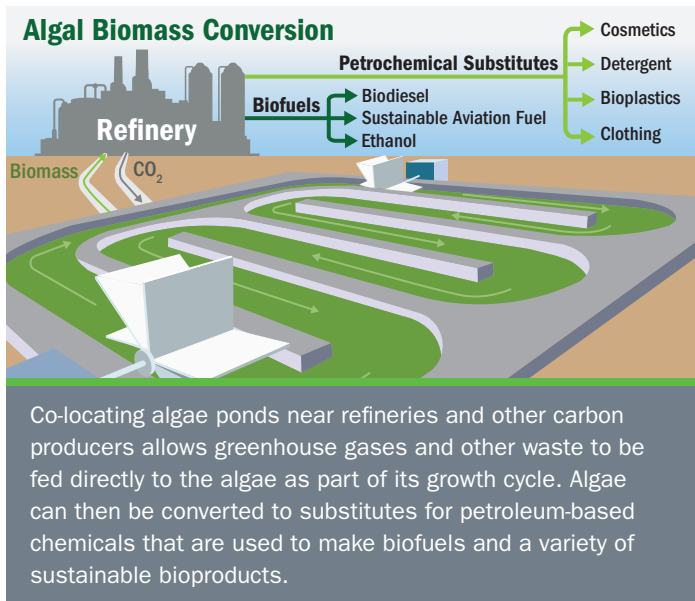 Algal Biomass Conversion
Petrochemical Substitutes
Cosmetics
Detergent
Bioplastics
Clothing
Biofuels
Biodiesel
Sustainable Aviation Fuel
Ethanol
Refinery
Biomass
CO₂
Co-locating algae ponds near refineries and other carbon
producers allows greenhouse gases and other waste to be
fed directly to the algae as part of its growth cycle. Algae
can then be converted to substitutes for petroleum-based
chemicals that are used to make biofuels and a variety of
sustainable bioproducts.